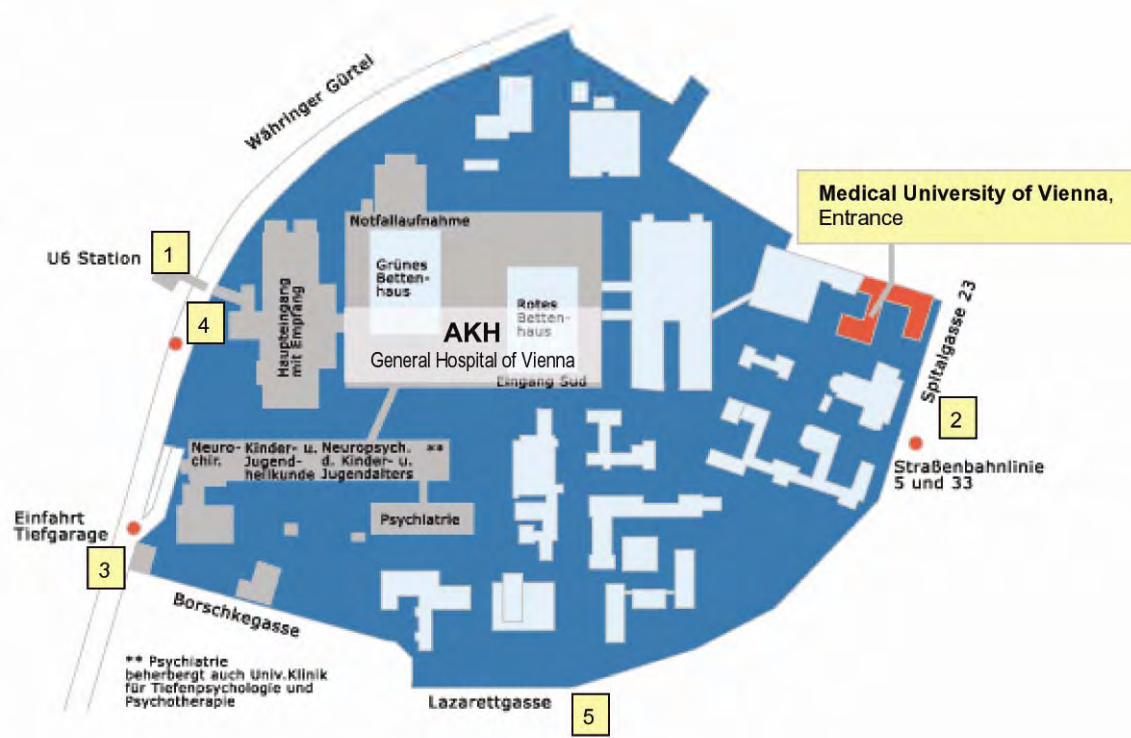 Währinger Gürtel
Medical University of Vienna,
Entrance
1
U6 Station
4
Notfallaufnahme
Grünes
Betten-
haus
Rotes
Betten-
haus
Haupteingang
mit Empfang
AKH
General Hospital of Vienna
Eingang Süd
Spitalgasse 23
2
Straßenbahnlinie
5 und 33
Neuro-
chir.
Kinder- u.
Jugend-
heilkunde
Neuropsych.
d. Kinder- u.
Jugendalters
**
Psychiatrie
Einfahrt
Tiefgarage
3
Borschkegasse
** Psychiatrie
beherbergt auch Univ.Klinik
für Tiefenpsychologie und
Psychotherapie
Lazarettgasse
5